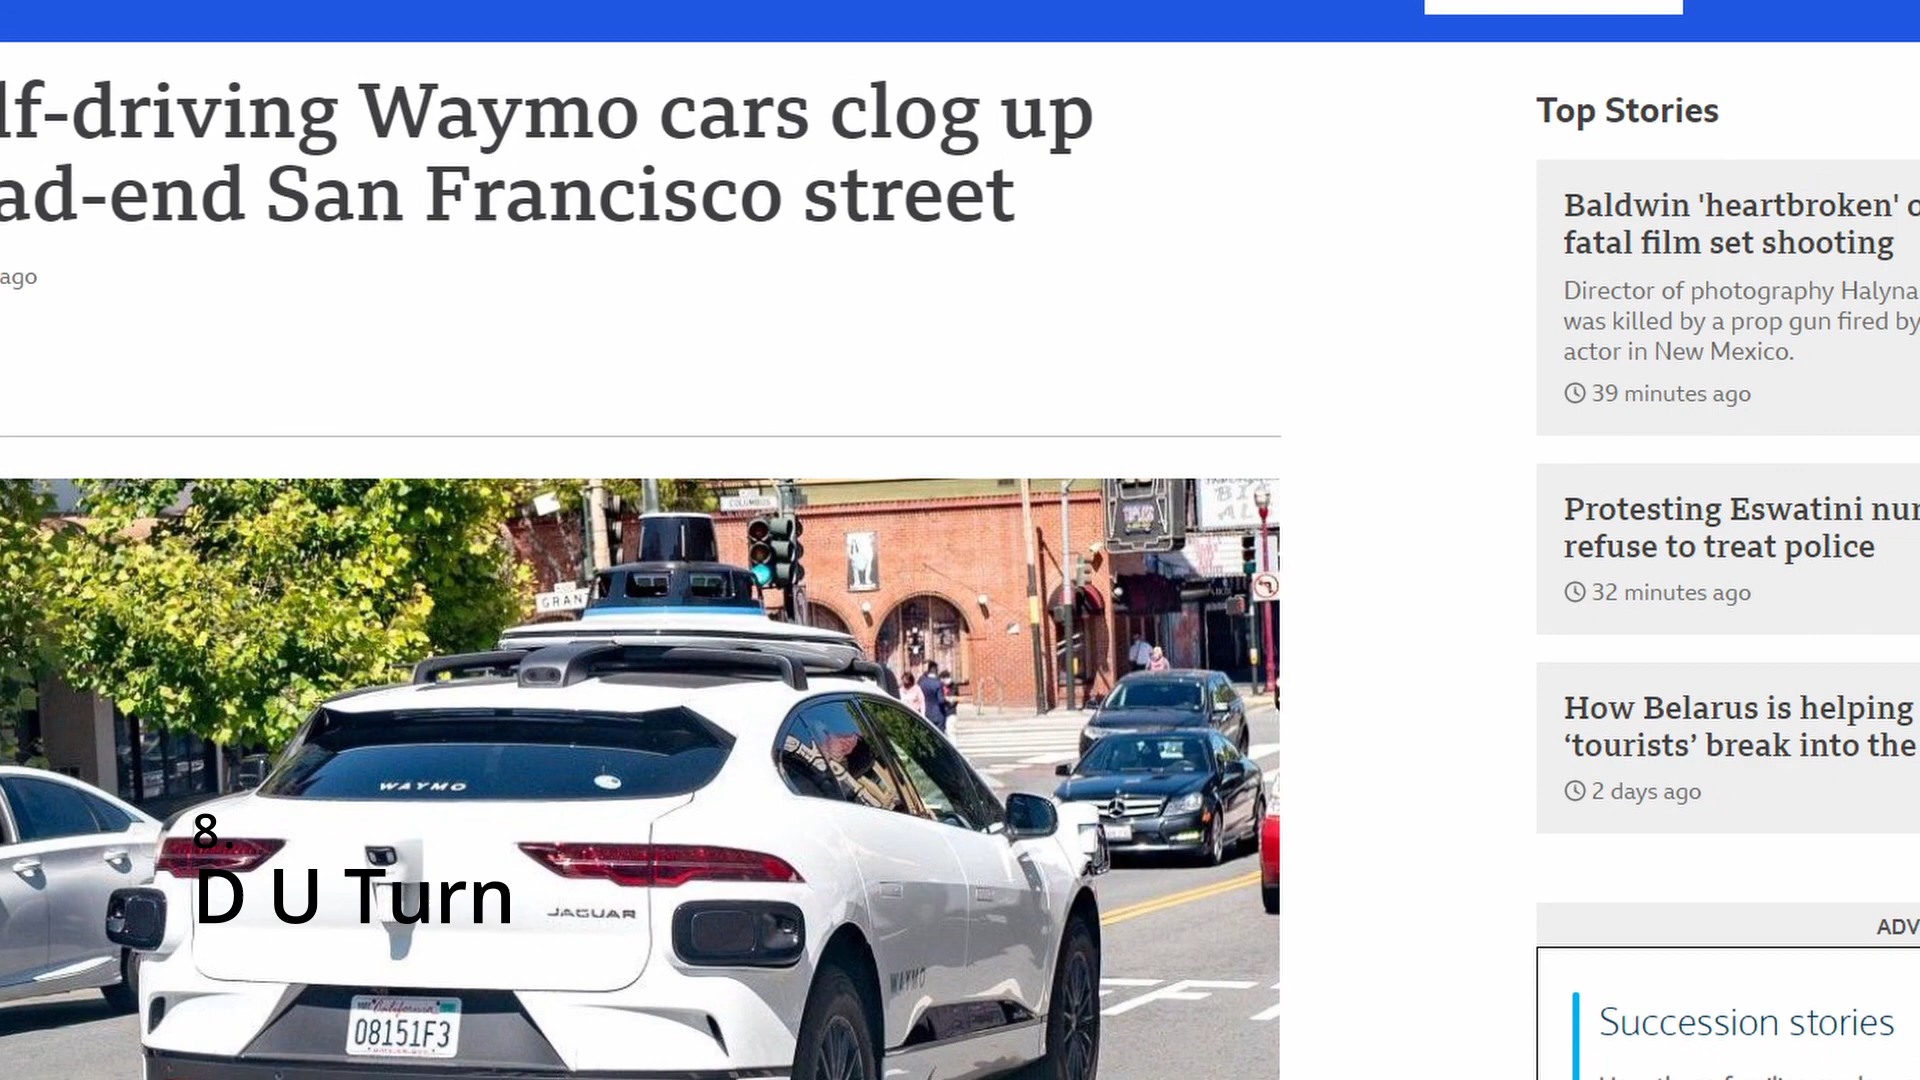 lf-driving Waymo cars clog up
ad-end San Francisco street
ago
Top Stories
Baldwin 'heartbroken' o
fatal film set shooting
Director of photography Halyna
was killed by a prop gun fired by
actor in New Mexico.
39 minutes ago
Protesting Eswatini nur
refuse to treat police
32 minutes ago
How Belarus is helping
‘tourists’ break into the
2 days ago
ADV
Succession stories
COLUMBUS
GRAN
WAYMO
8.
D U Turn
JAGUAR
WAYMO
California
08151F3